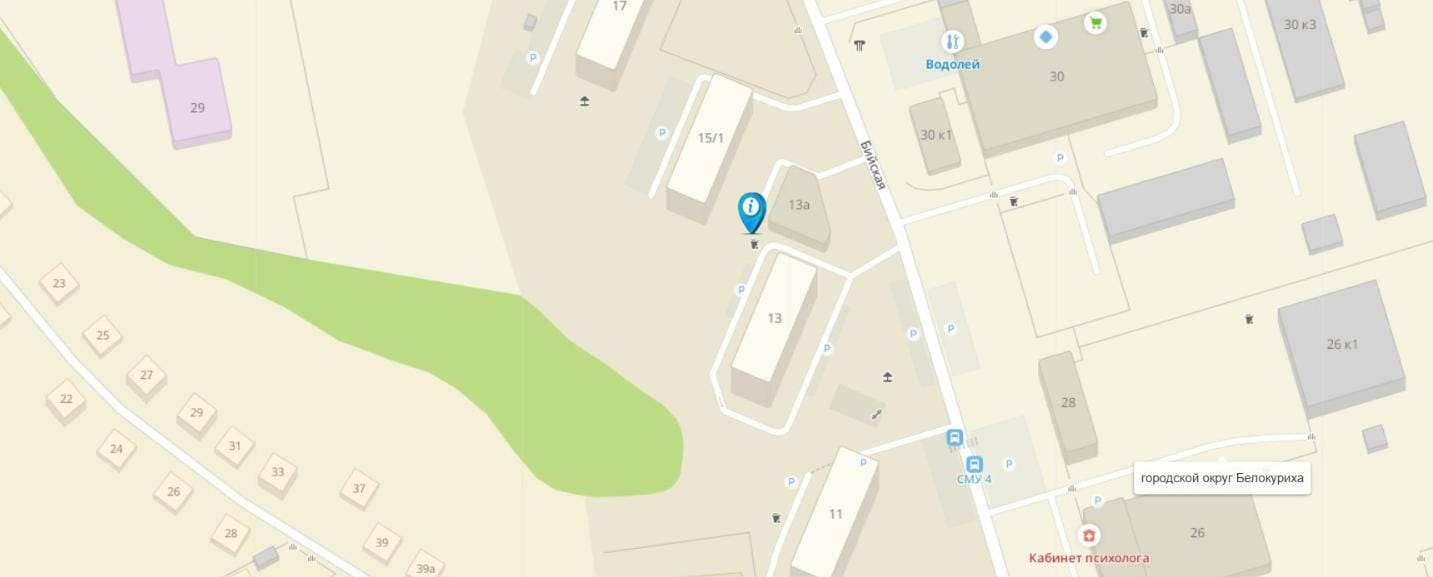 17
30а
30 к3
Водолей
30
29
15/1
30 к1
Бийская
P
P
P
13а
23
P
13
P
P
P
25
26 к1
27
22
28
29
31
24
33
P
P
СМУ 4
P
городской округ Белокуриха
26
37
P
11
28
26
39
Кабинет психолога
39а